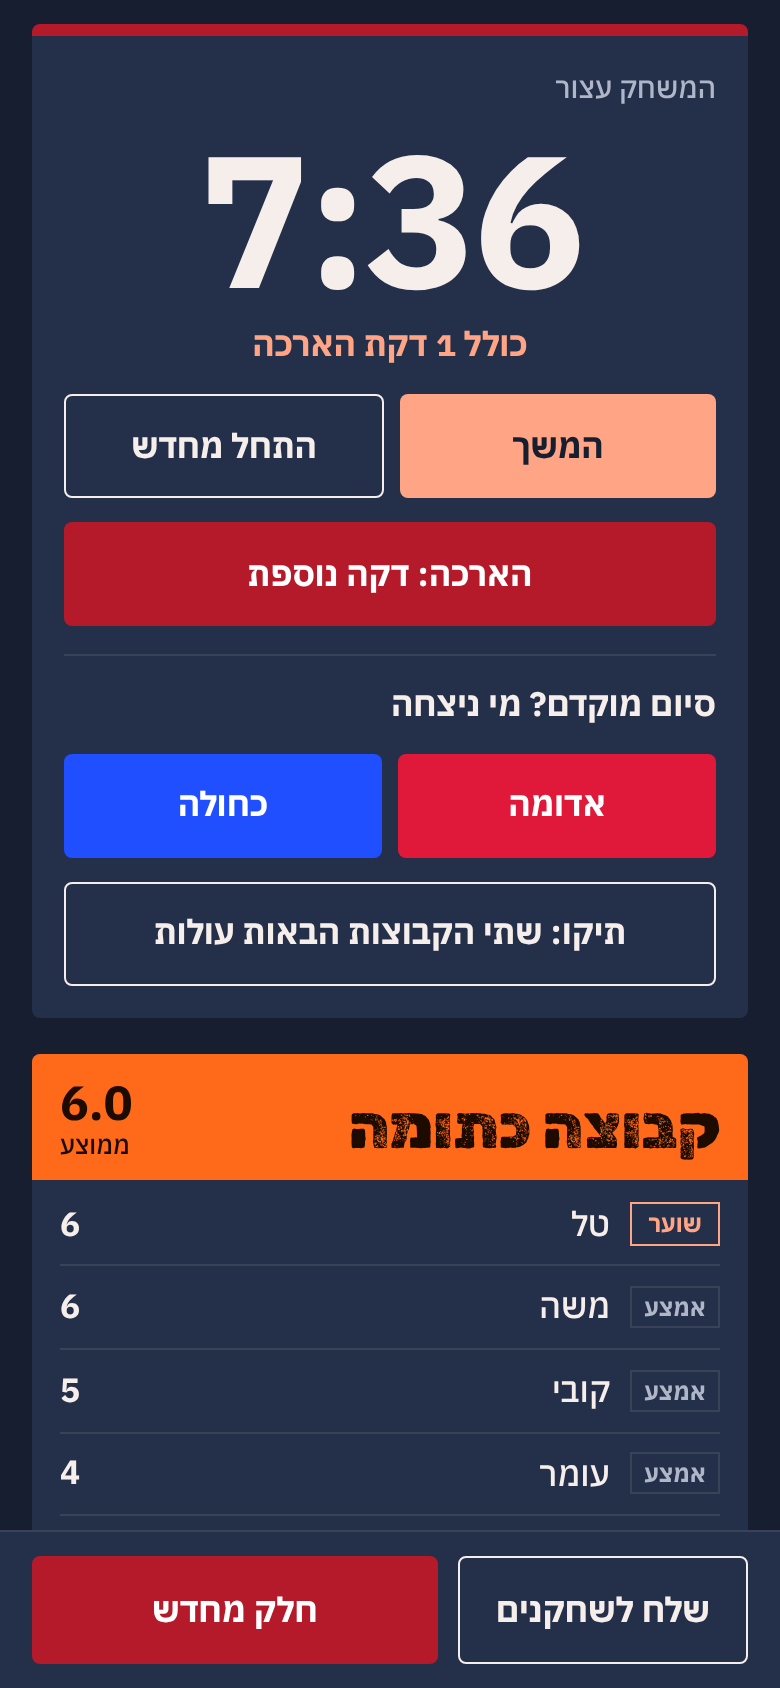 המשחק עצור
7:36
כולל 1 דקת הארכה
המשך
התחל מחדש
הארכה: דקה נוספת
סיום מוקדם? מי ניצחה
אדומה
כחולה
תיקו: שתי הקבוצות הבאות עולות
קבוצה כתומה
6.0
ממוצע
שוער טל 6
אמצע משה 6
אמצע קובי 5
אמצע עומר 4
שלח לשחקנים
חלק מחדש